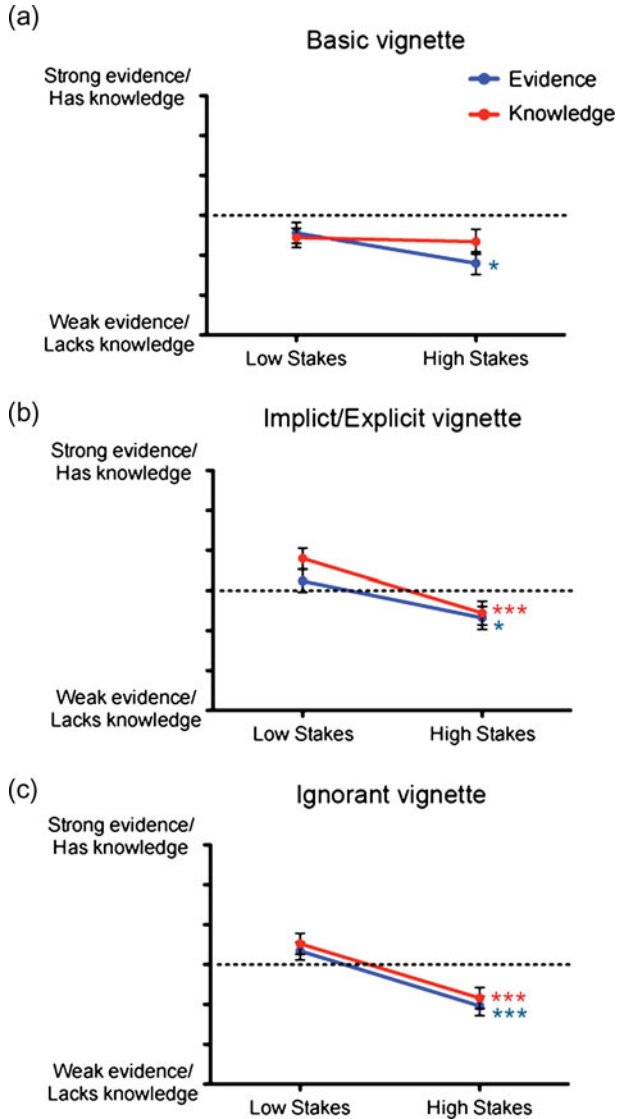 (a)
Basic vignette
Strong evidence/
Has knowledge
Evidence
Knowledge
*
Weak evidence/
Lacks knowledge
Low Stakes
High Stakes
(b)
Implict/Explicit vignette
Strong evidence/
Has knowledge
***
*
Weak evidence/
Lacks knowledge
Low Stakes
High Stakes
(c)
Ignorant vignette
Strong evidence/
Has knowledge
***
***
Weak evidence/
Lacks knowledge
Low Stakes
High Stakes